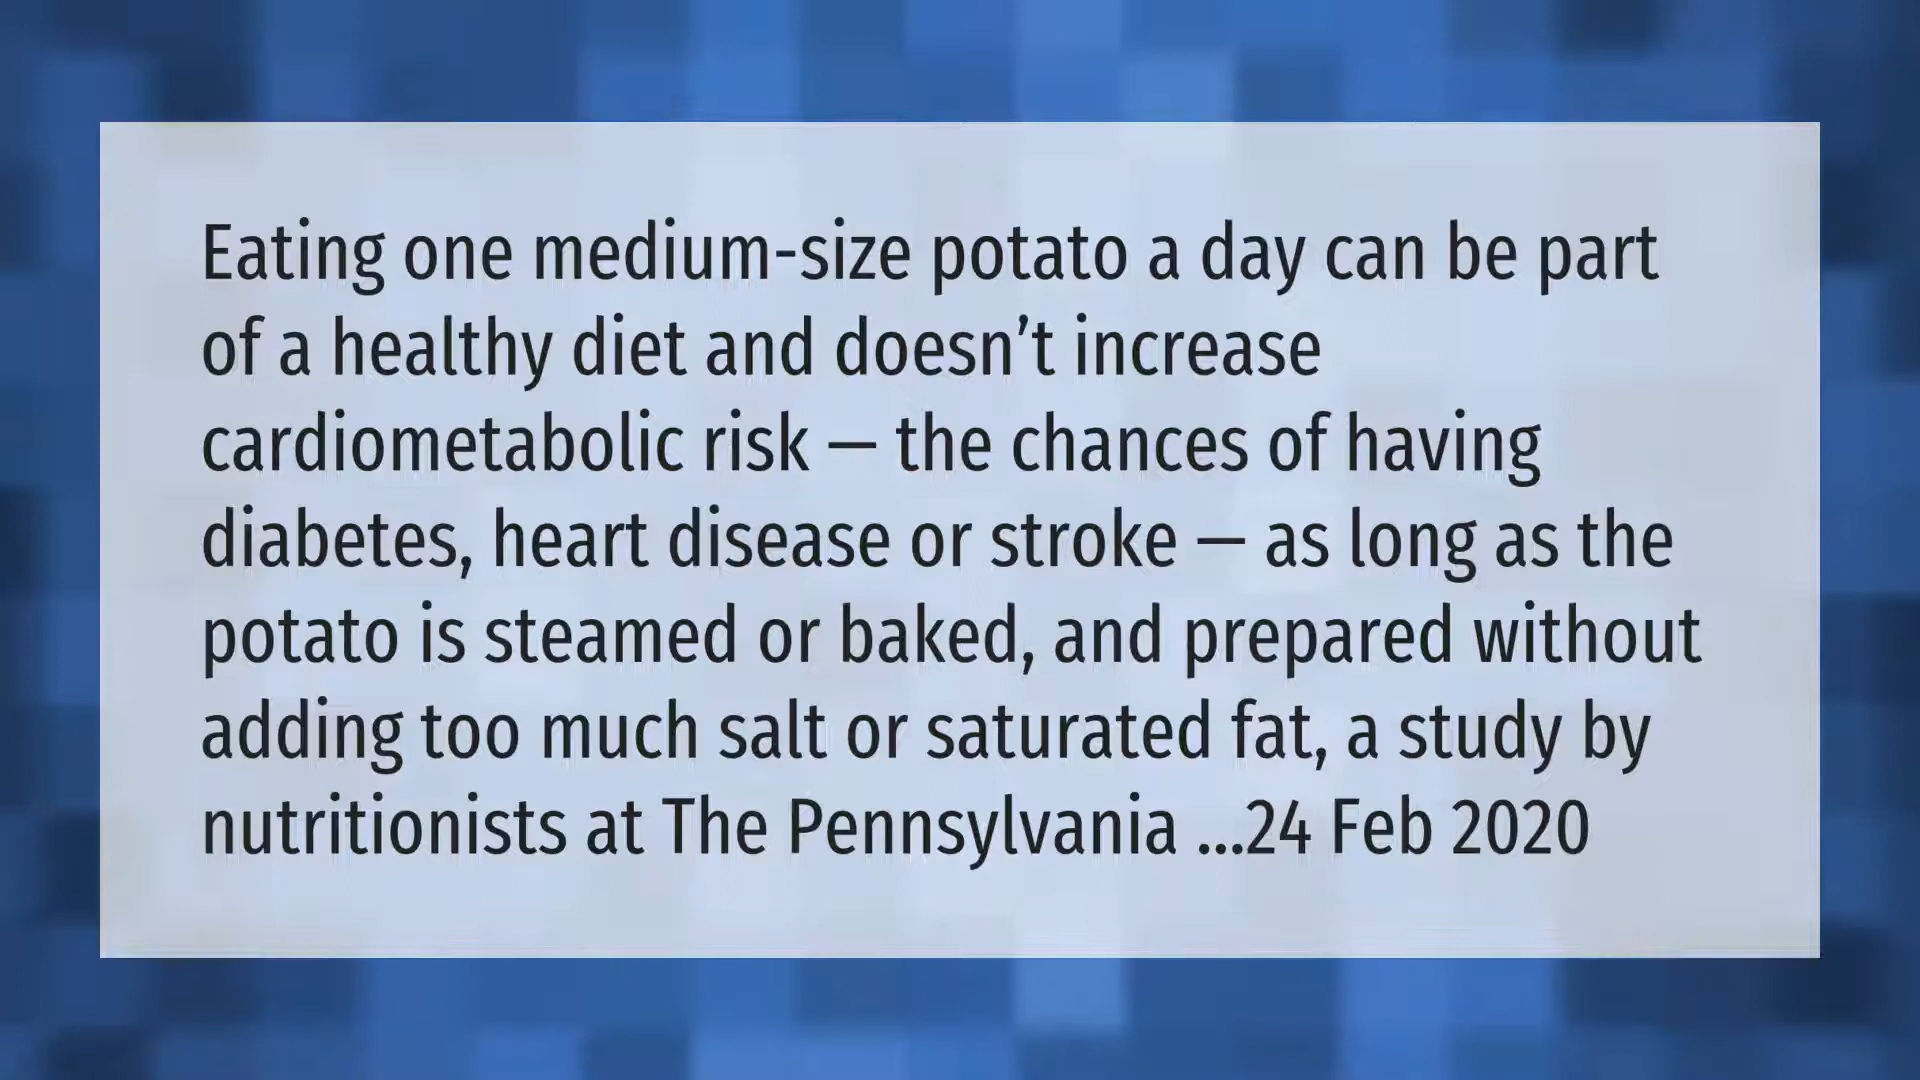 Eating one medium-size potato a day can be part
of a healthy diet and doesn’t increase
cardiometabolic risk — the chances of having
diabetes, heart disease or stroke — as long as the
potato is steamed or baked, and prepared without
adding too much salt or saturated fat, a study by
nutritionists at The Pennsylvania ...24 Feb 2020